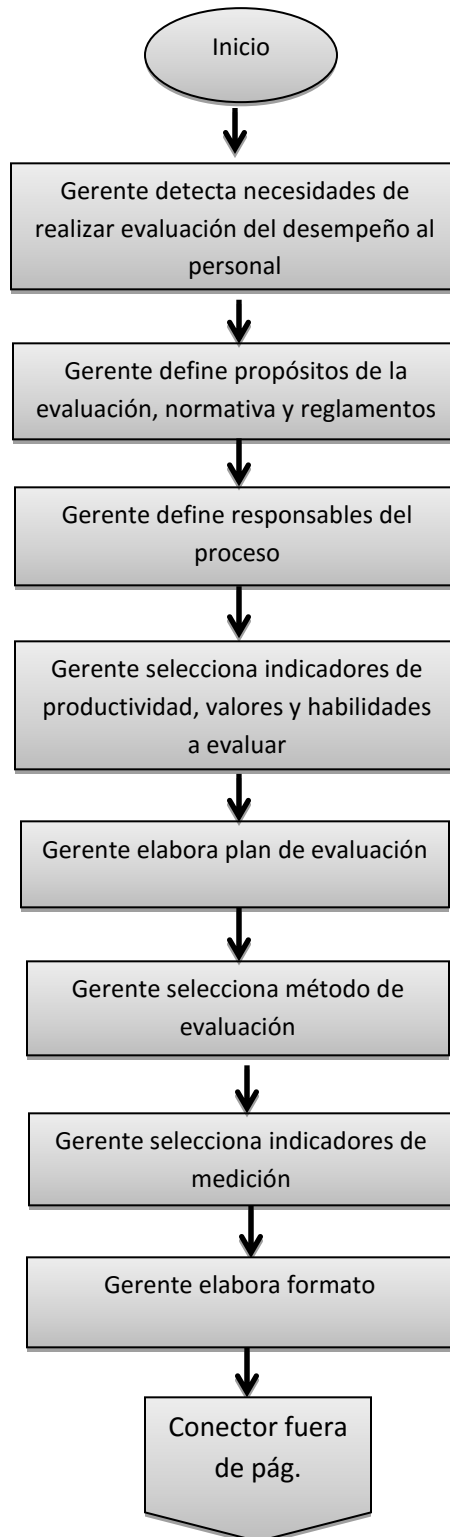 Inicio
Gerente detecta necesidades de
realizar evaluación del desempeño al
personal
Gerente define propósitos de la
evaluación, normativa y reglamentos
Gerente define responsables del
proceso
Gerente selecciona indicadores de
productividad, valores y habilidades
a evaluar
Gerente elabora plan de evaluación
Gerente selecciona método de
evaluación
Gerente selecciona indicadores de
medición
Gerente elabora formato
Conector fuera
de pág.